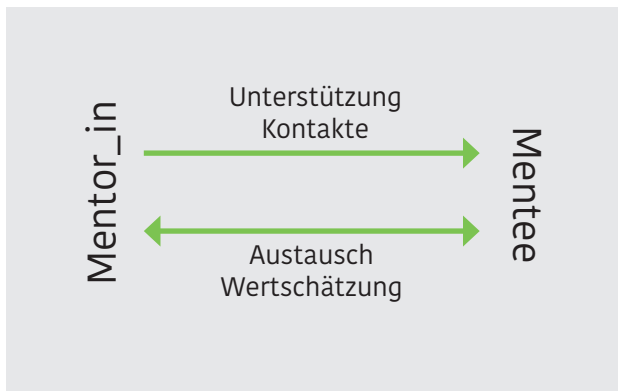 Mentor_in
Unterstützung
Kontakte
Austausch
Wertschätzung
Mentee